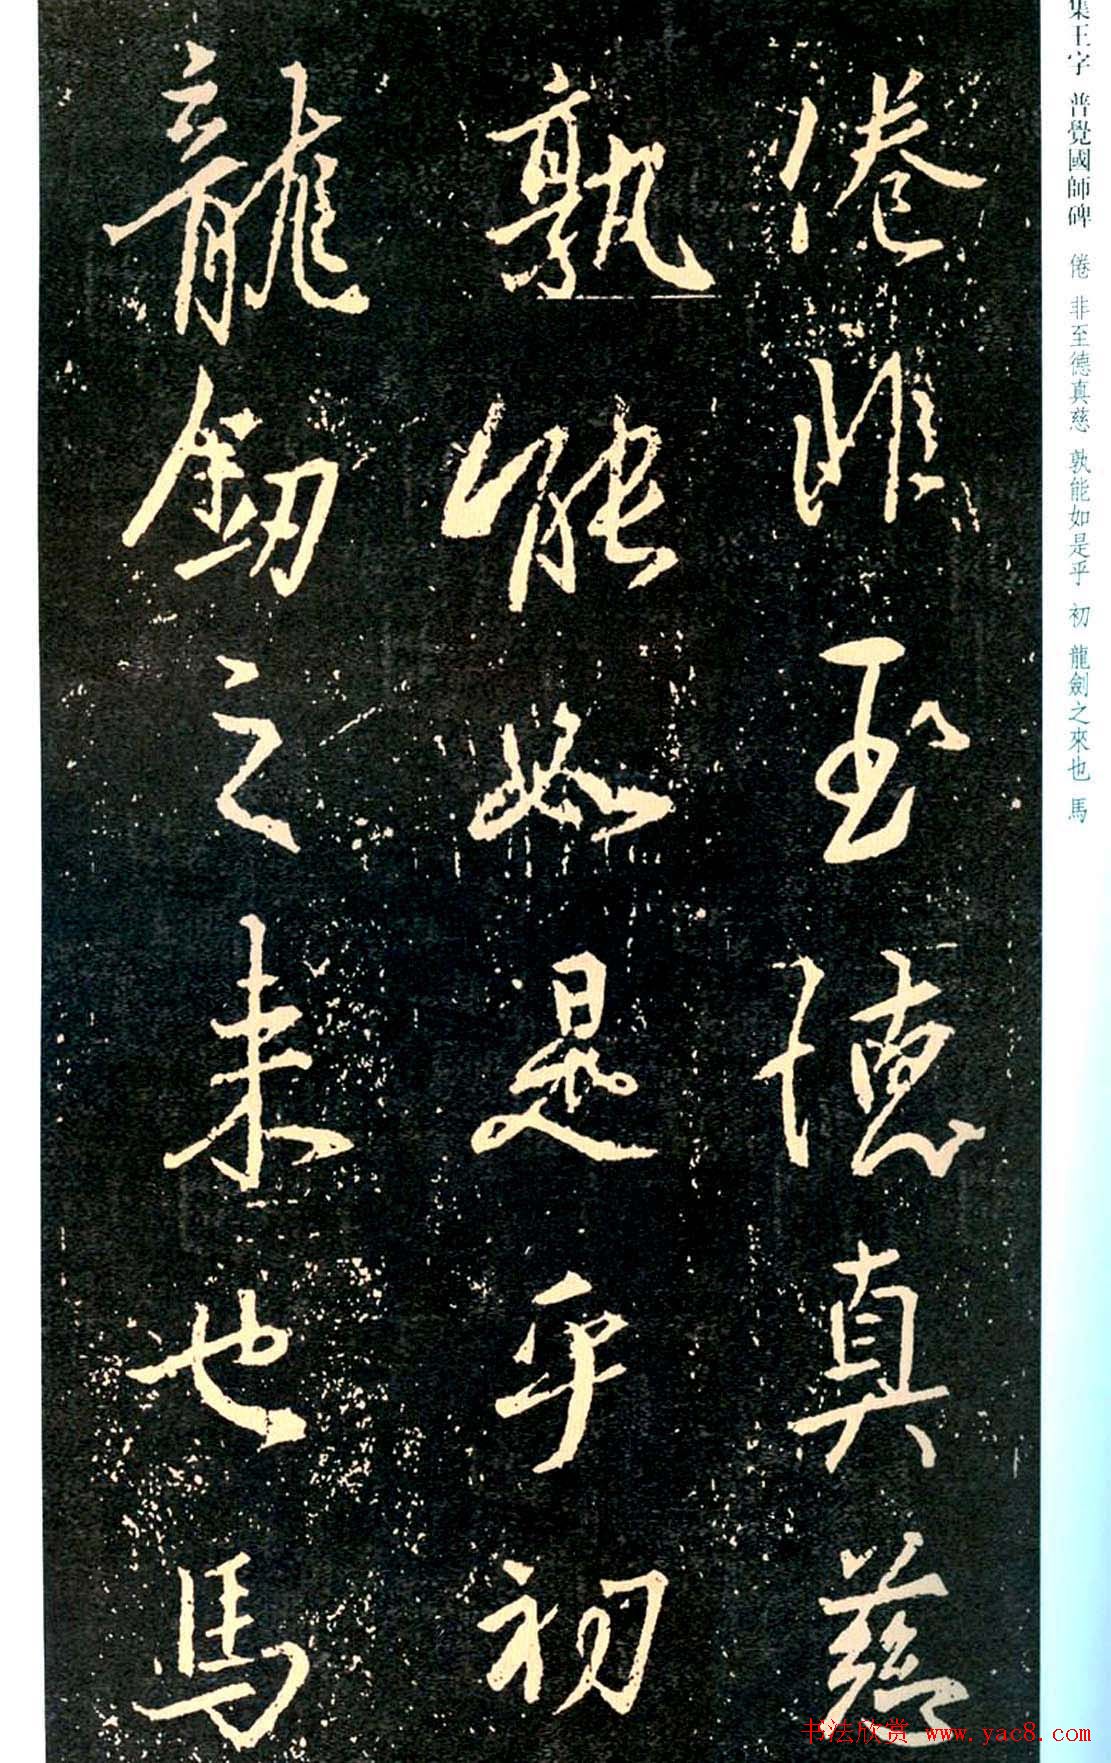 倦非至德真慈
孰能如是乎初
龍劒之来也馬
集王字 普覺國師碑 倦 非至德真慈 孰能如是乎 初 龍劍之來也 馬
书法欣赏 www.yac8.com